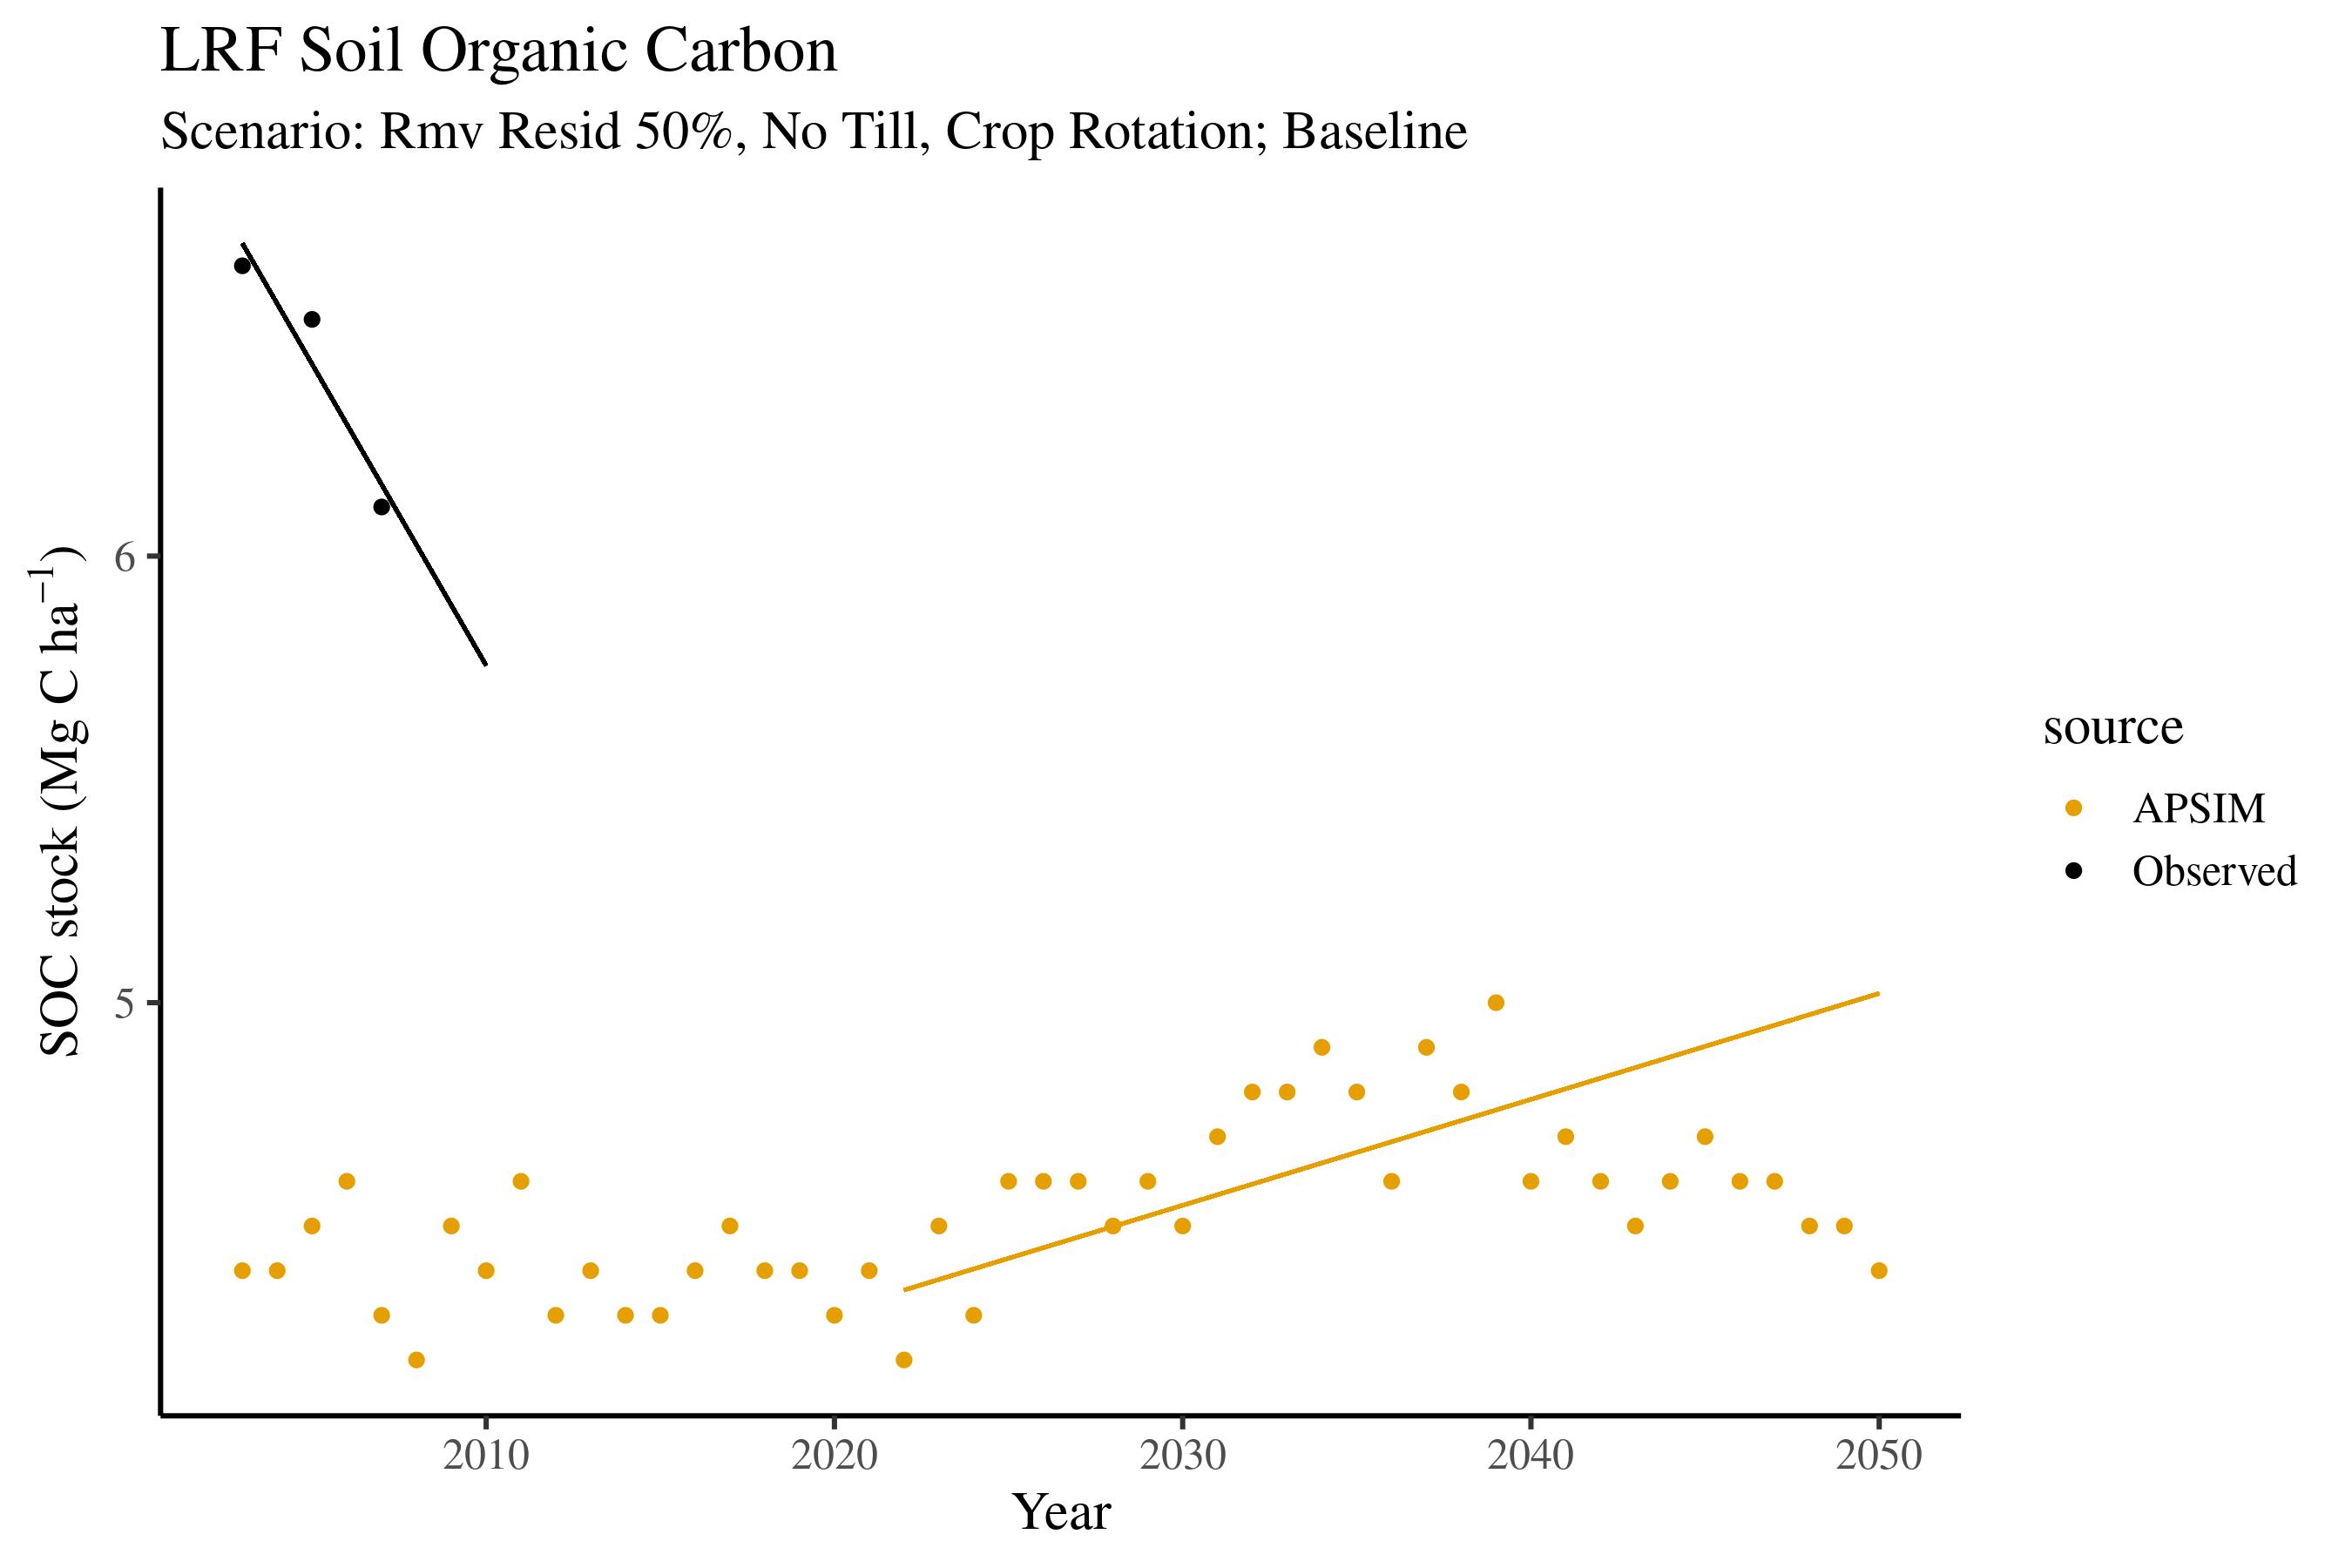 LRF Soil Organic Carbon
Scenario: Rmv Resid 50%, No Till, Crop Rotation; Baseline
SOC stock (Mg C ha⁻¹)
6
5
2010 2020 2030 2040 2050
Year
source
APSIM
Observed